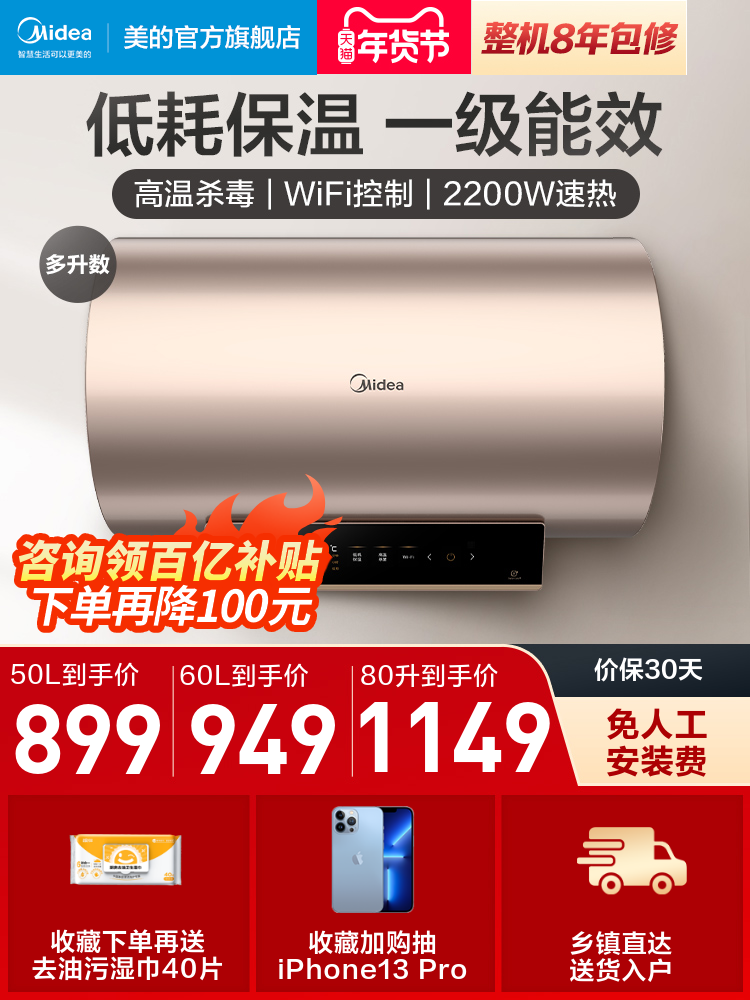 Midea
智慧生活可以更美的
美的官方旗舰店
天猫
年货节
整机8年包修
低耗保温 一级能效
高温杀毒 | WiFi控制 | 2200W速热
多升数
Midea
℃
WiFi
咨询领百亿补贴
下单再降100元
50L到手价
899
60L到手价
949
80升到手价
1149
价保30天
免人工
安装费
收藏下单再送
去油污湿巾40片
收藏加购抽
iPhone13 Pro
乡镇直达
送货入户